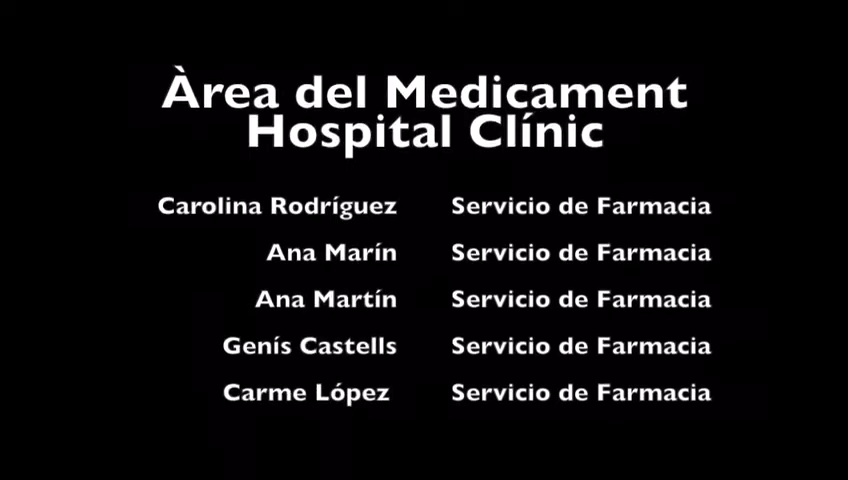 Àrea del Medicament
Hospital Clínic
Carolina Rodríguez Servicio de Farmacia
Ana Marín Servicio de Farmacia
Ana Martín Servicio de Farmacia
Genís Castells Servicio de Farmacia
Carme López Servicio de Farmacia